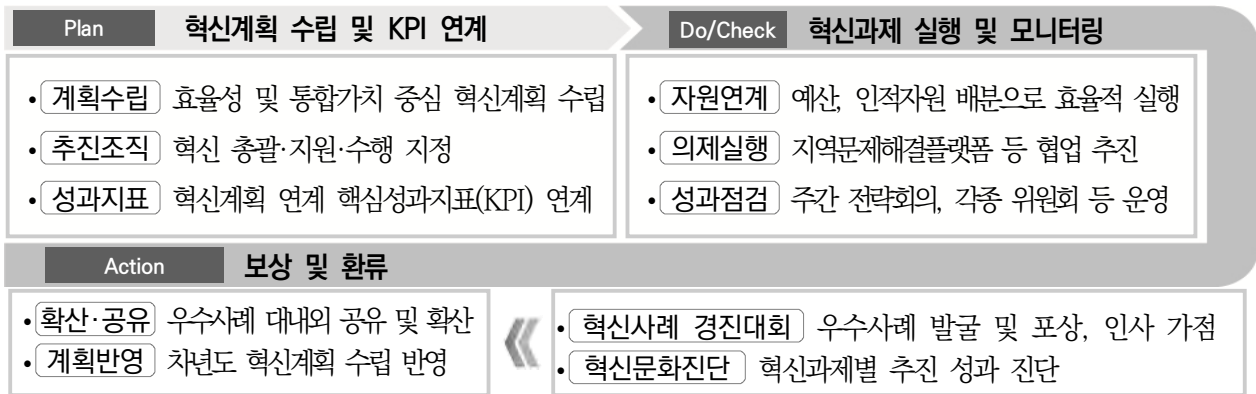 Plan 혁신계획 수립 및 KPI 연계
• 계획수립 효율성 및 통합가치 중심 혁신계획 수립
• 추진조직 혁신 총괄·지원·수행 지정
• 성과지표 혁신계획 연계 핵심성과지표(KPI) 연계
Do/Check 혁신과제 실행 및 모니터링
• 자원연계 예산, 인적자원 배분으로 효율적 실행
• 의제실행 지역문제해결플랫폼 등 협업 추진
• 성과점검 주간 전략회의, 각종 위원회 등 운영
Action 보상 및 환류
• 혁신사례 경진대회 우수사례 발굴 및 포상, 인사 가점
• 혁신문화진단 혁신과제별 추진 성과 진단
• 확산·공유 우수사례 대내외 공유 및 확산
• 계획반영 차년도 혁신계획 수립 반영